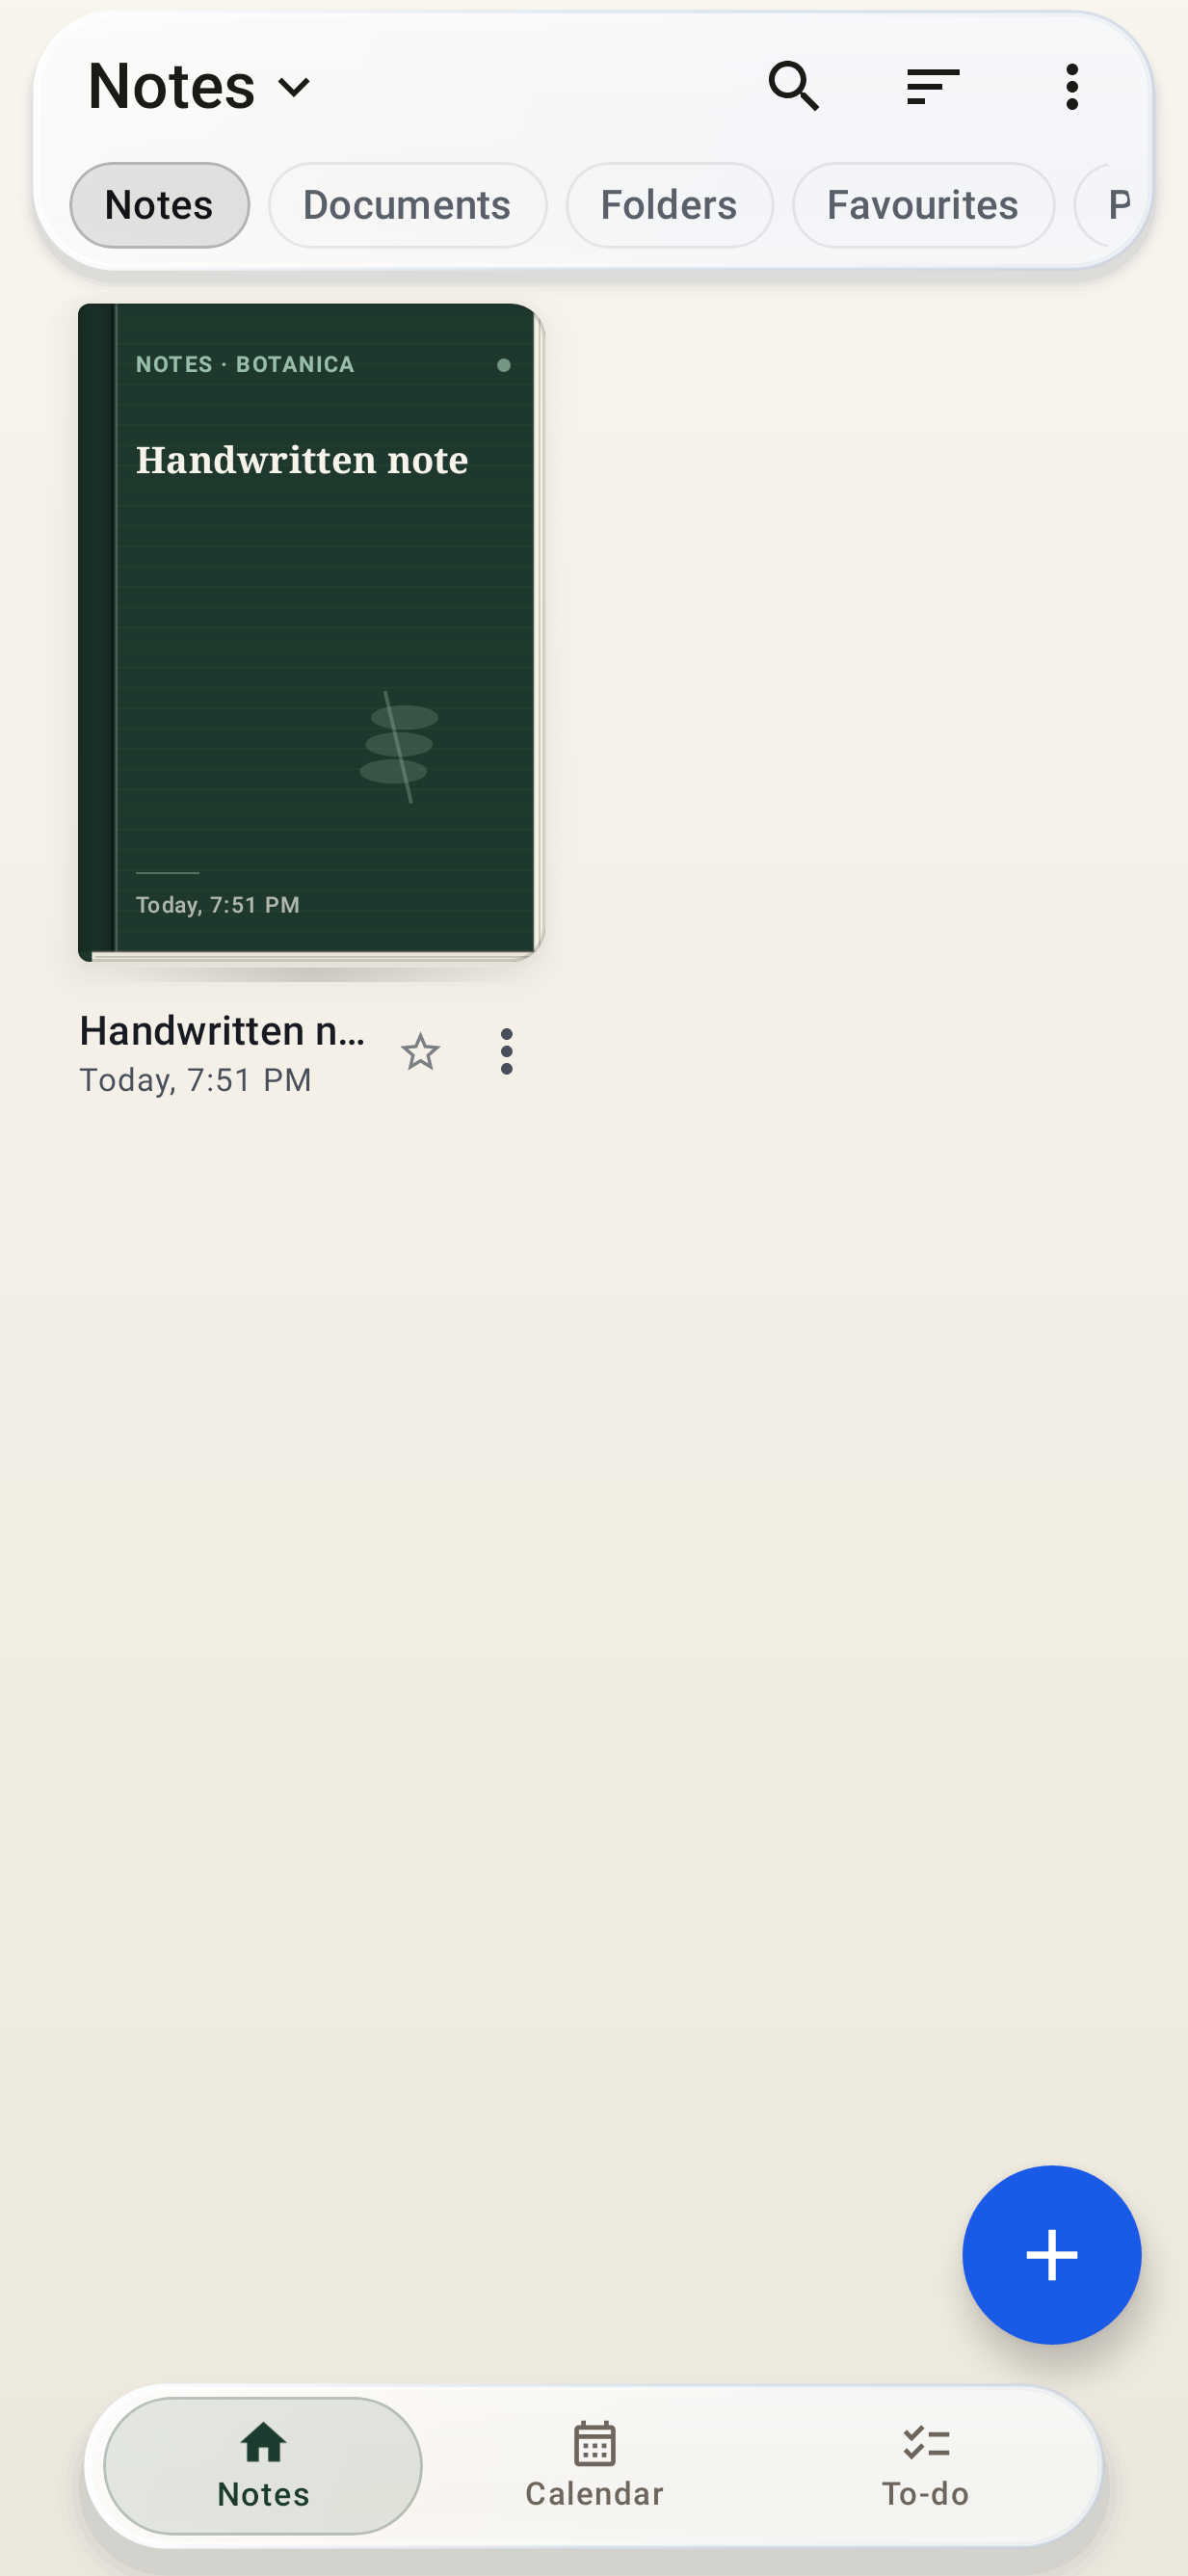 Notes
Notes Documents Folders Favourites P
NOTES · BOTANICA
Handwritten note
Today, 7:51 PM
Handwritten n...
Today, 7:51 PM
Notes Calendar To-do